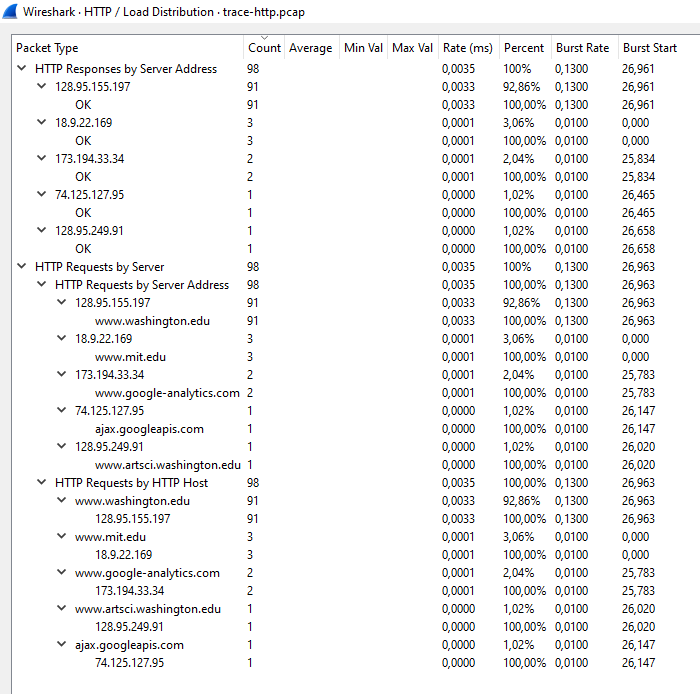 Wireshark · HTTP / Load Distribution · trace-http.pcap
Packet Type Count Average Min Val Max Val Rate (ms) Percent Burst Rate Burst Start
HTTP Responses by Server Address 98 0,0035 100% 0,1300 26,961
128.95.155.197 91 0,0033 92,86% 0,1300 26,961
OK 91 0,0033 100,00% 0,1300 26,961
18.9.22.169 3 0,0001 3,06% 0,0100 0,000
OK 3 0,0001 100,00% 0,0100 0,000
173.194.33.34 2 0,0001 2,04% 0,0100 25,834
OK 2 0,0001 100,00% 0,0100 25,834
74.125.127.95 1 0,0000 1,02% 0,0100 26,465
OK 1 0,0000 100,00% 0,0100 26,465
128.95.249.91 1 0,0000 1,02% 0,0100 26,658
OK 1 0,0000 100,00% 0,0100 26,658
HTTP Requests by Server 98 0,0035 100% 0,1300 26,963
HTTP Requests by Server Address 98 0,0035 100,00% 0,1300 26,963
128.95.155.197 91 0,0033 92,86% 0,1300 26,963
www.washington.edu 91 0,0033 100,00% 0,1300 26,963
18.9.22.169 3 0,0001 3,06% 0,0100 0,000
www.mit.edu 3 0,0001 100,00% 0,0100 0,000
173.194.33.34 2 0,0001 2,04% 0,0100 25,783
www.google-analytics.com 2 0,0001 100,00% 0,0100 25,783
74.125.127.95 1 0,0000 1,02% 0,0100 26,147
ajax.googleapis.com 1 0,0000 100,00% 0,0100 26,147
128.95.249.91 1 0,0000 1,02% 0,0100 26,020
www.artsci.washington.edu 1 0,0000 100,00% 0,0100 26,020
HTTP Requests by HTTP Host 98 0,0035 100,00% 0,1300 26,963
www.washington.edu 91 0,0033 92,86% 0,1300 26,963
128.95.155.197 91 0,0033 100,00% 0,1300 26,963
www.mit.edu 3 0,0001 3,06% 0,0100 0,000
18.9.22.169 3 0,0001 100,00% 0,0100 0,000
www.google-analytics.com 2 0,0001 2,04% 0,0100 25,783
173.194.33.34 2 0,0001 100,00% 0,0100 25,783
www.artsci.washington.edu 1 0,0000 1,02% 0,0100 26,020
128.95.249.91 1 0,0000 100,00% 0,0100 26,020
ajax.googleapis.com 1 0,0000 1,02% 0,0100 26,147
74.125.127.95 1 0,0000 100,00% 0,0100 26,147